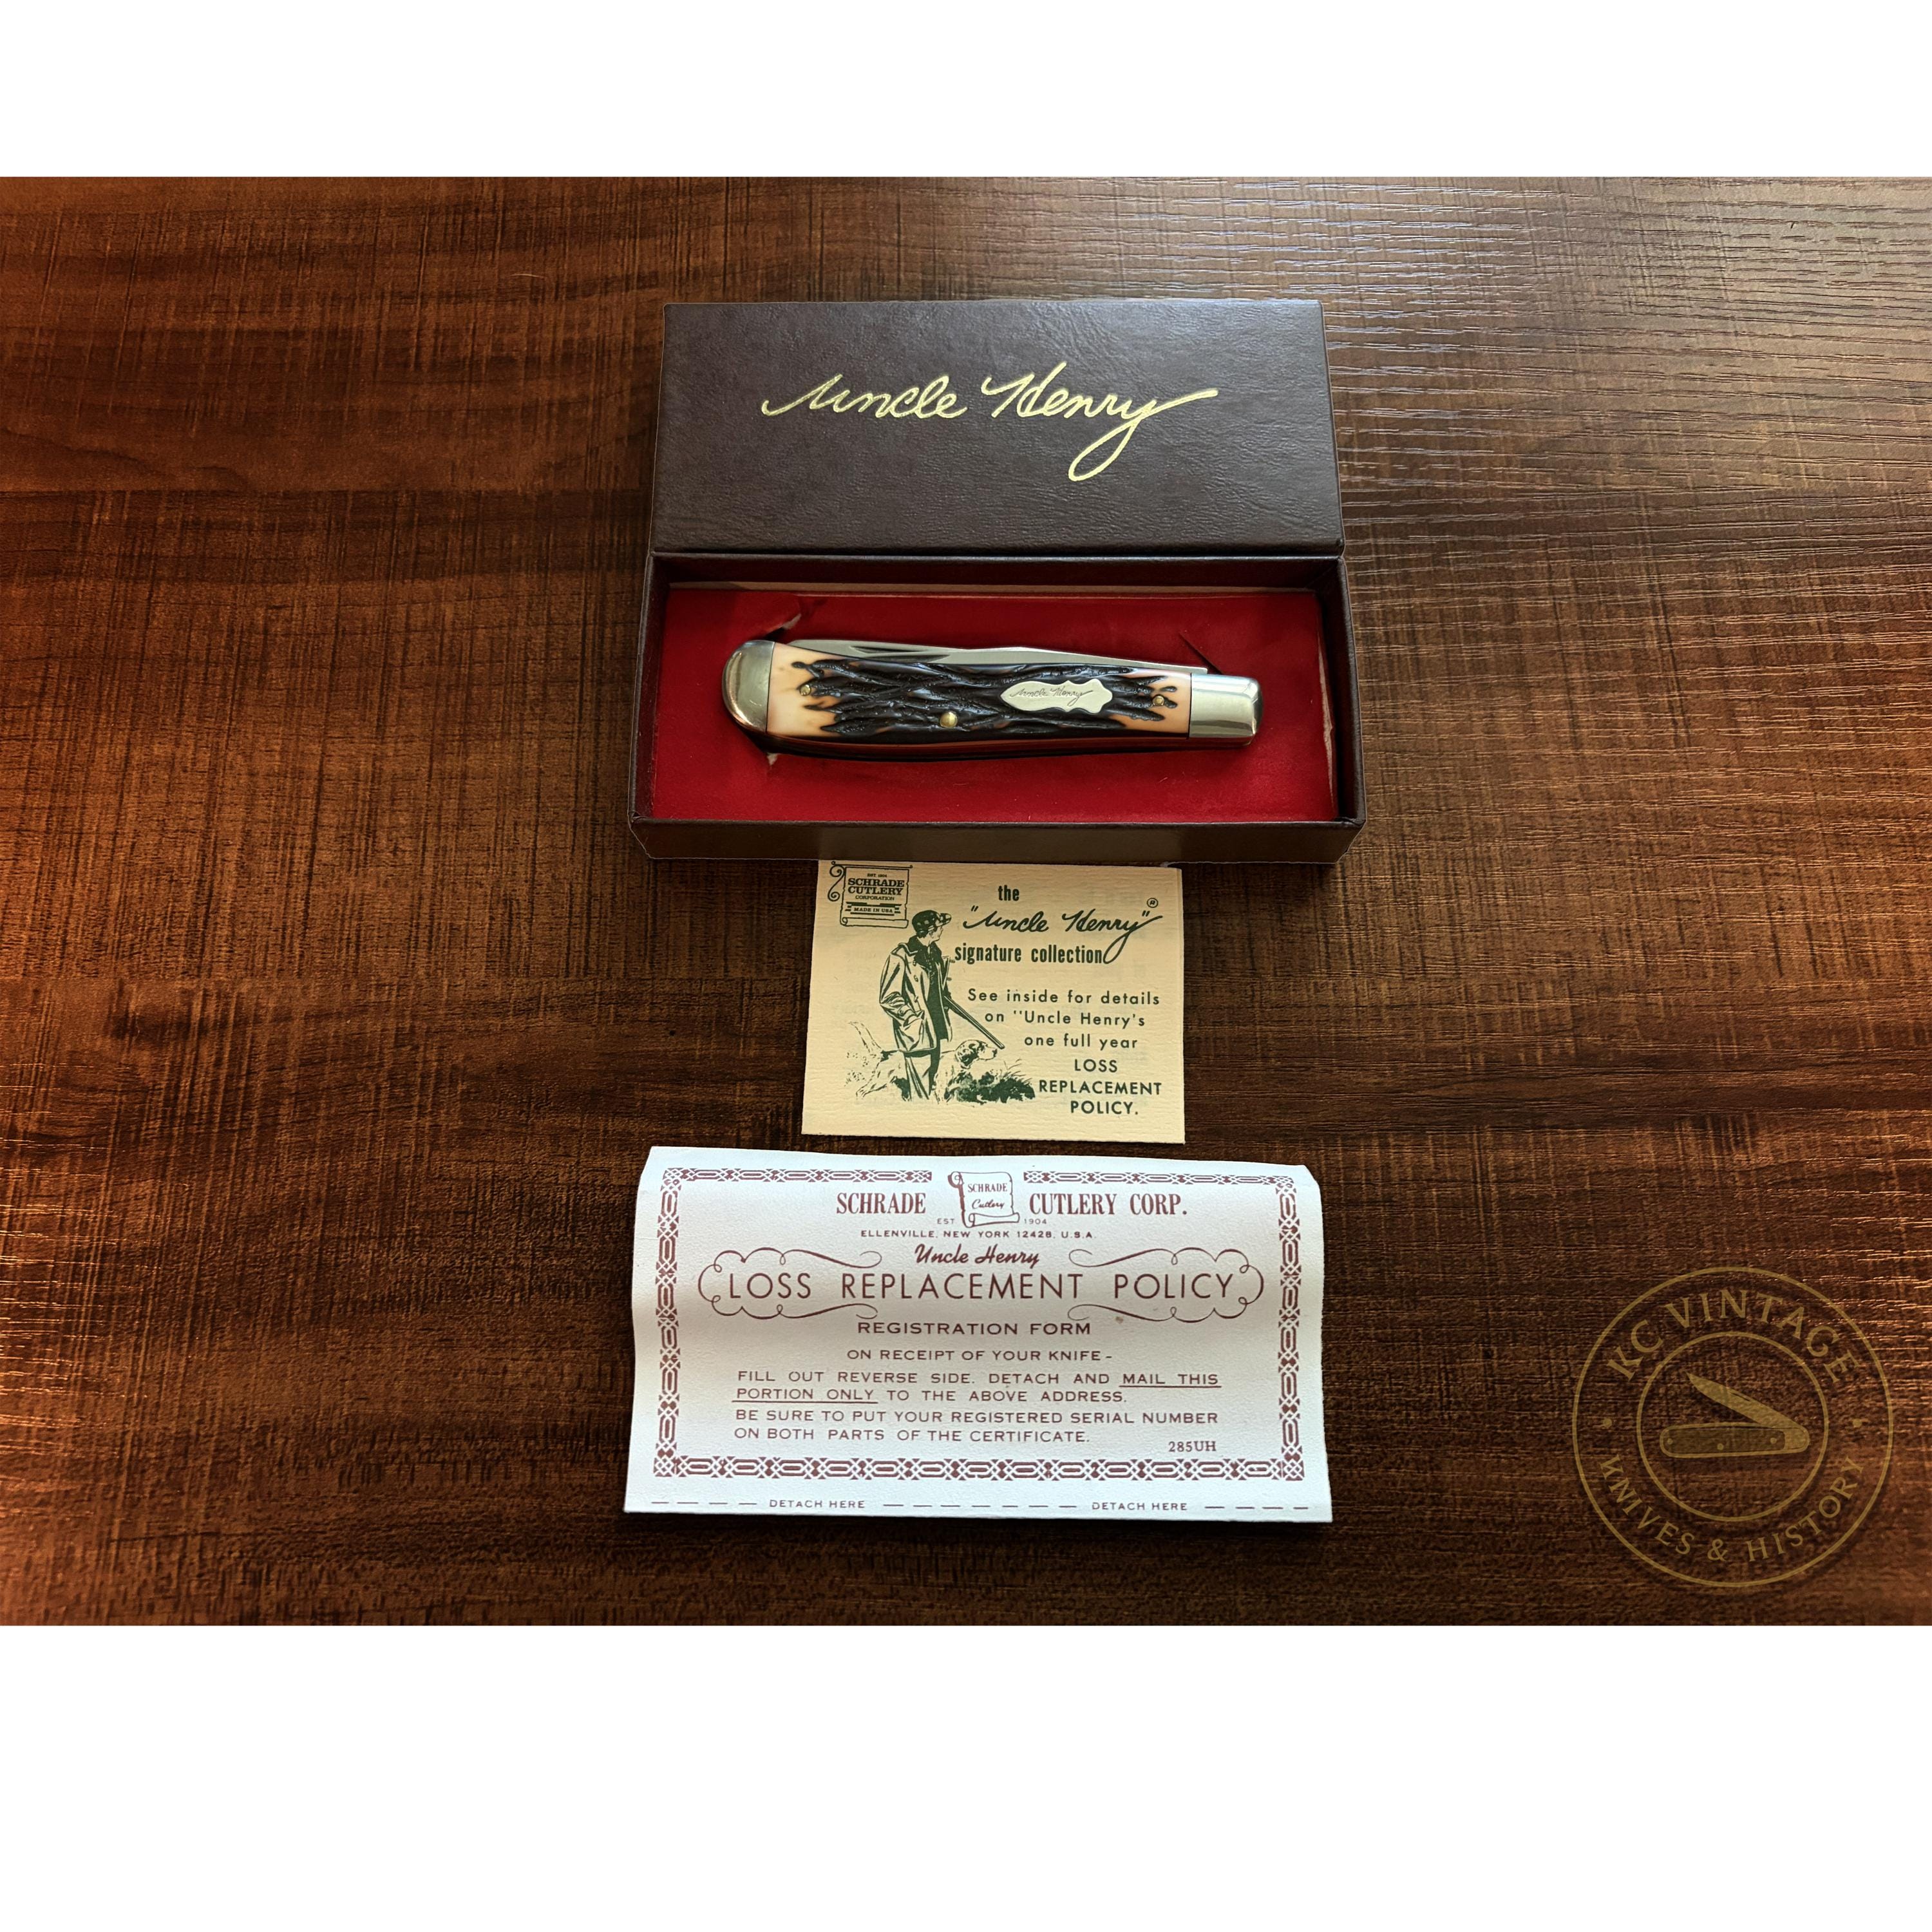 Uncle Henry
Uncle Henry
EST. 1904
SCHRADE
CUTLERY
CORPORATION
MADE IN USA
the
"Uncle Henry" ®
signature collection
See inside for details
on "Uncle Henry's
one full year
LOSS
REPLACEMENT
POLICY.
SCHRADE CUTLERY CORP.
SCHRADE
Cutlery
EST 1904
ELLENVILLE, NEW YORK 12428, U.S.A.
Uncle Henry
LOSS REPLACEMENT POLICY
REGISTRATION FORM
ON RECEIPT OF YOUR KNIFE-
FILL OUT REVERSE SIDE. DETACH AND MAIL THIS
PORTION ONLY TO THE ABOVE ADDRESS.
BE SURE TO PUT YOUR REGISTERED SERIAL NUMBER
ON BOTH PARTS OF THE CERTIFICATE.
285UH
DETACH HERE DETACH HERE
KC VINTAGE
KNIVES & HISTORY